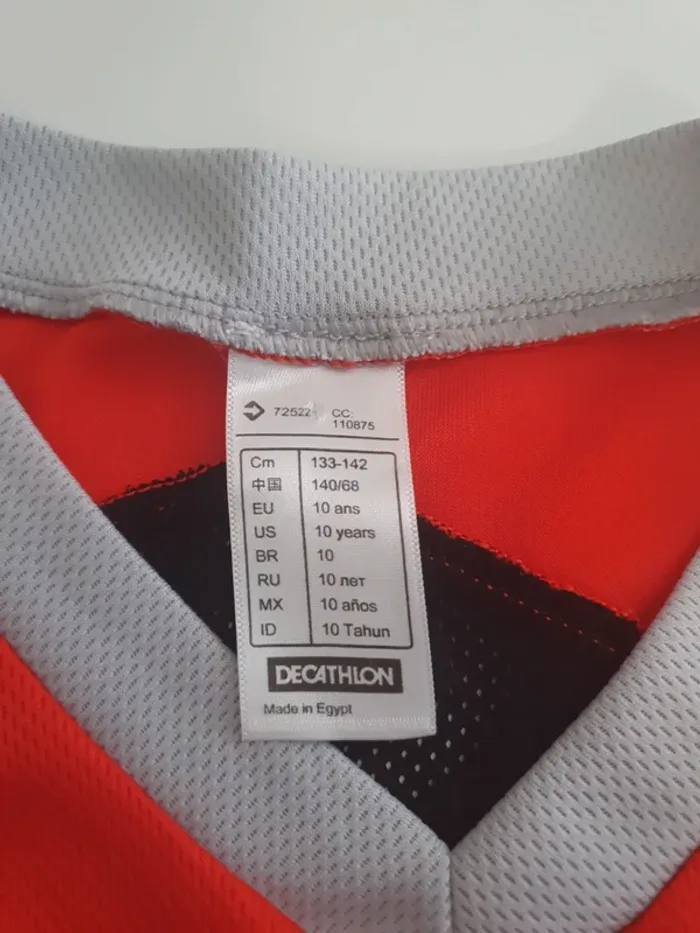 CC:
110875
Cm 133-142
中国 140/68
EU 10 ans
US 10 years
BR 10
RU 10 лет
MX 10 años
ID 10 Tahun
DECATHLON
Made in Egypt